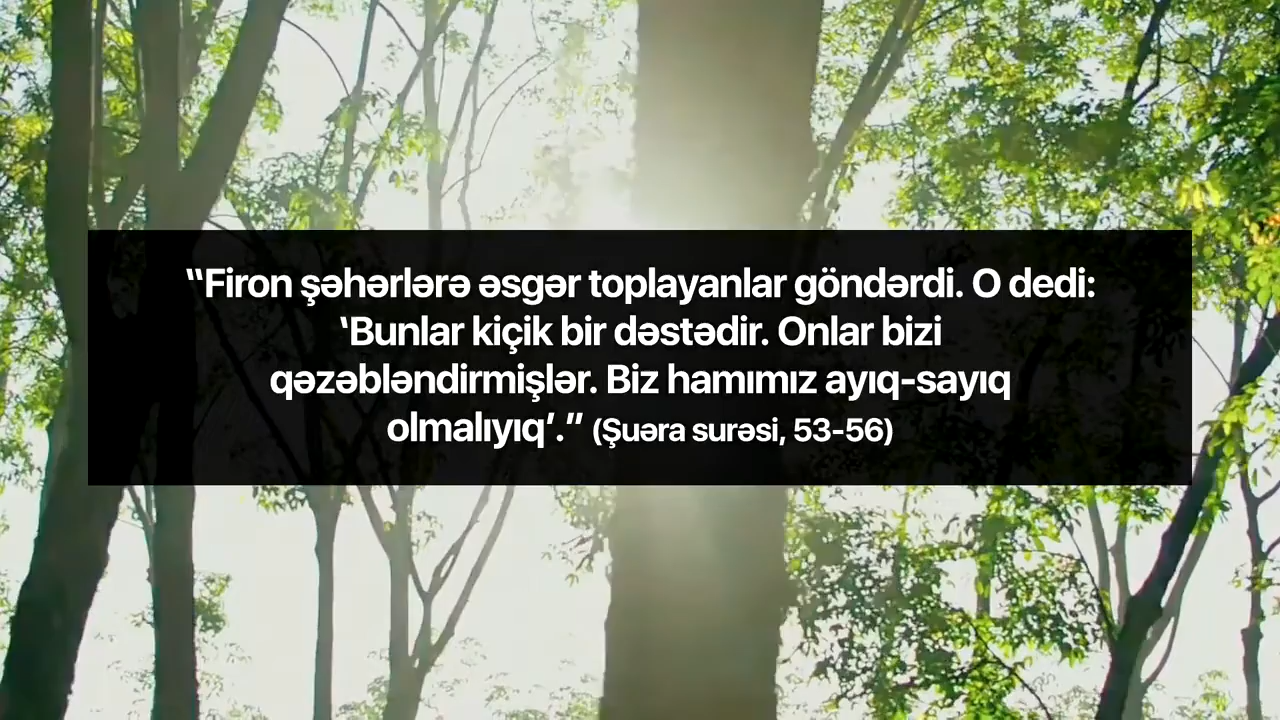 “Firon şəhərlərə əsgər toplayanlar göndərdi. O dedi:
‘Bunlar kiçik bir dəstədir. Onlar bizi
qəzəbləndirmişlər. Biz hamımız ayıq-sayıq
olmalıyıq’.” (Şuəra surəsi, 53-56)